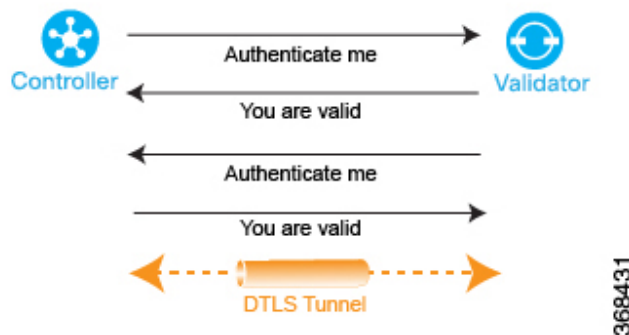 Controller
Validator
Authenticate me
You are valid
Authenticate me
You are valid
DTLS Tunnel
368431